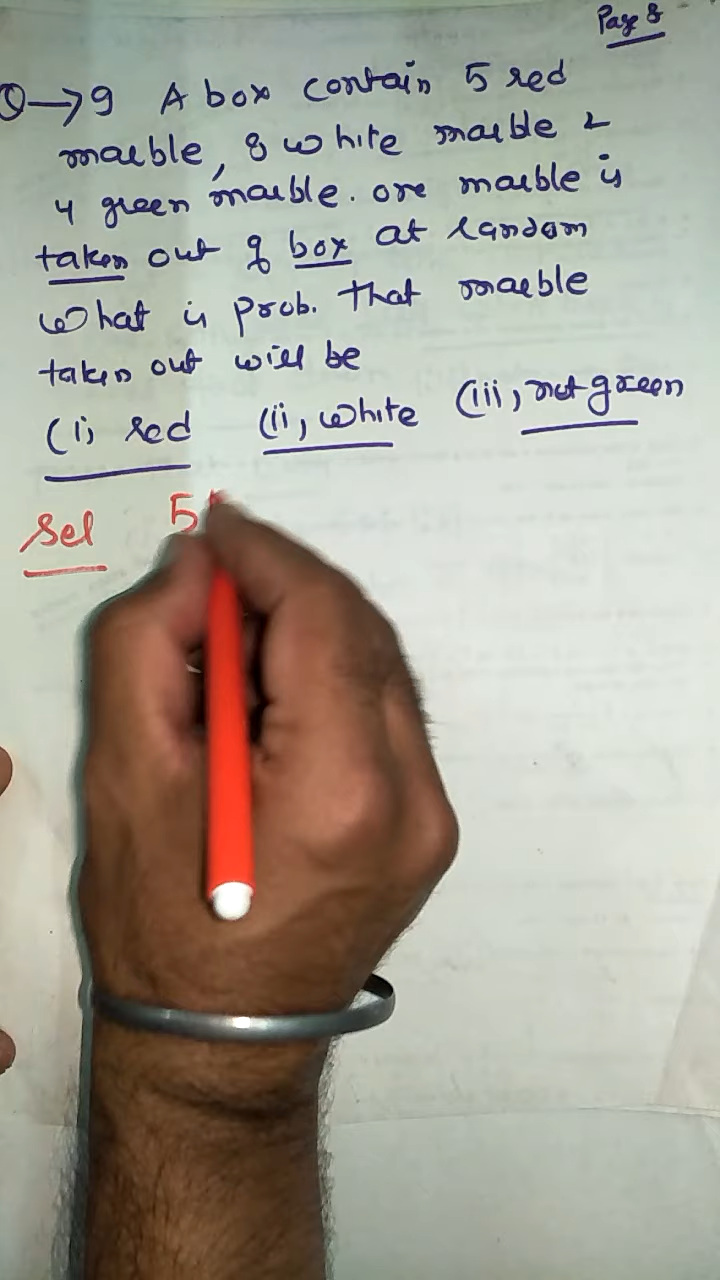 Page 8
Q→9 A box contain 5 red
marble, 8 white marble &
4 green marble. one marble is
taken out of box at random
What is prob. that marble
taken out will be
(i) red (ii) white (iii) not green
Sol 5